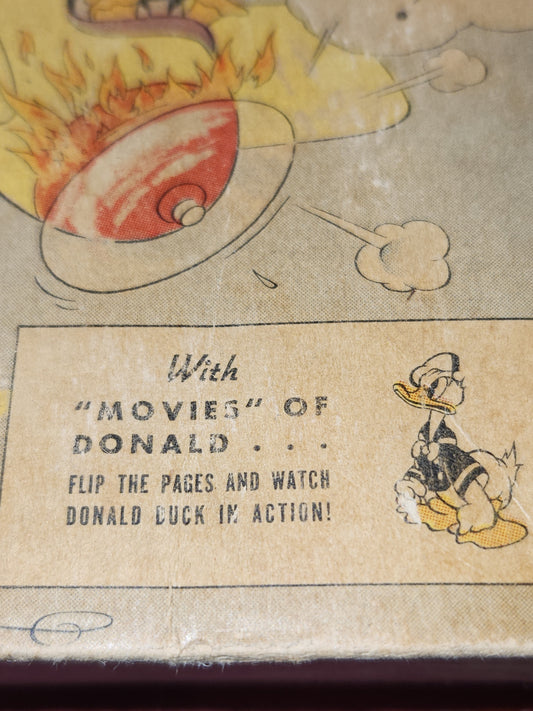 With
"MOVIES" OF
DONALD . . .
FLIP THE PAGES AND WATCH
DONALD DUCK IN ACTION!